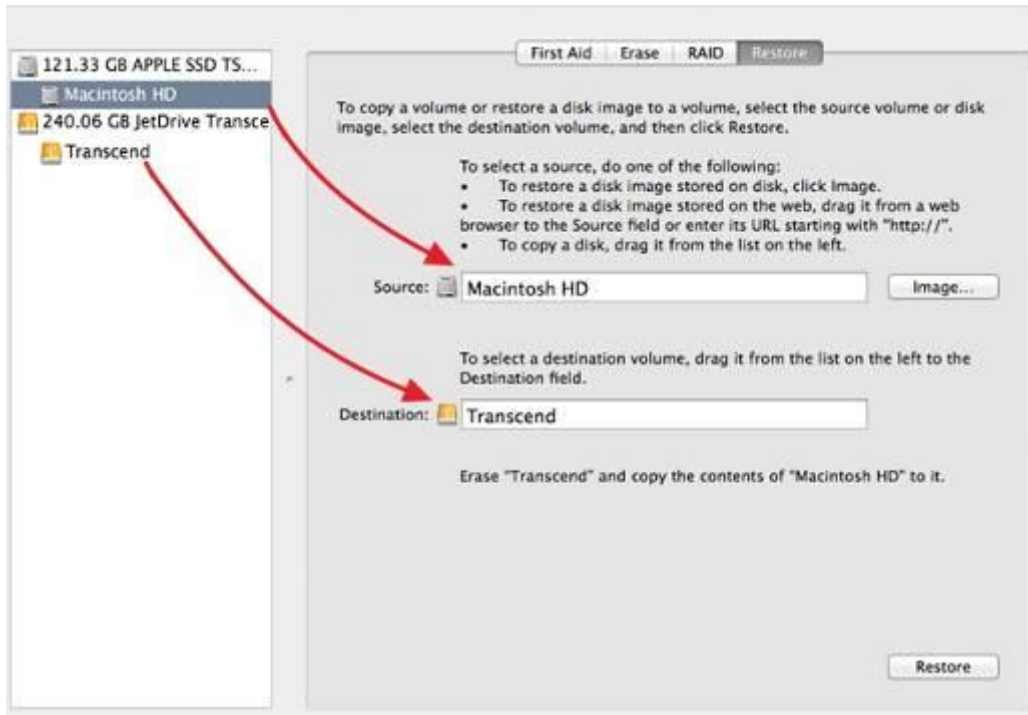 First Aid Erase RAID Restore
121.33 GB APPLE SSD TS...
Macintosh HD
240.06 GB JetDrive Transce
Transcend
To copy a volume or restore a disk image to a volume, select the source volume or disk
image, select the destination volume, and then click Restore.
To select a source, do one of the following:
• To restore a disk image stored on disk, click Image.
• To restore a disk image stored on the web, drag it from a web
browser to the Source field or enter its URL starting with "http://".
• To copy a disk, drag it from the list on the left.
Source: Macintosh HD Image...
To select a destination volume, drag it from the list on the left to the
Destination field.
Destination: Transcend
Erase "Transcend" and copy the contents of "Macintosh HD" to it.
Restore